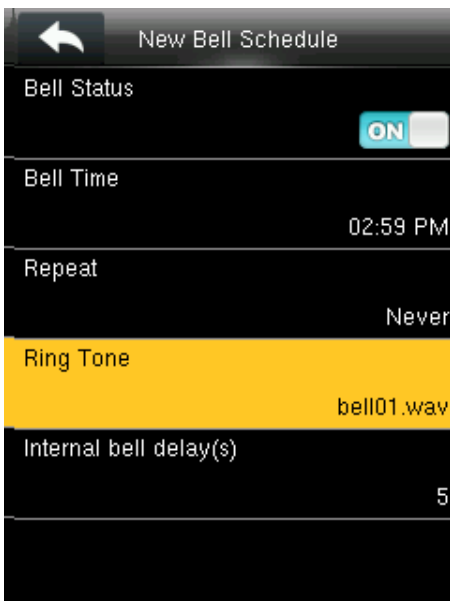 New Bell Schedule
Bell Status
ON
Bell Time
02:59 PM
Repeat
Never
Ring Tone
bell01.wav
Internal bell delay(s)
5